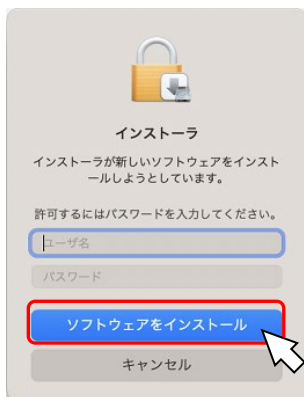 インストーラ
インストーラが新しいソフトウェアをインスト
ールしようとしています。
許可するにはパスワードを入力してください。
ユーザ名
パスワード
ソフトウェアをインストール
キャンセル